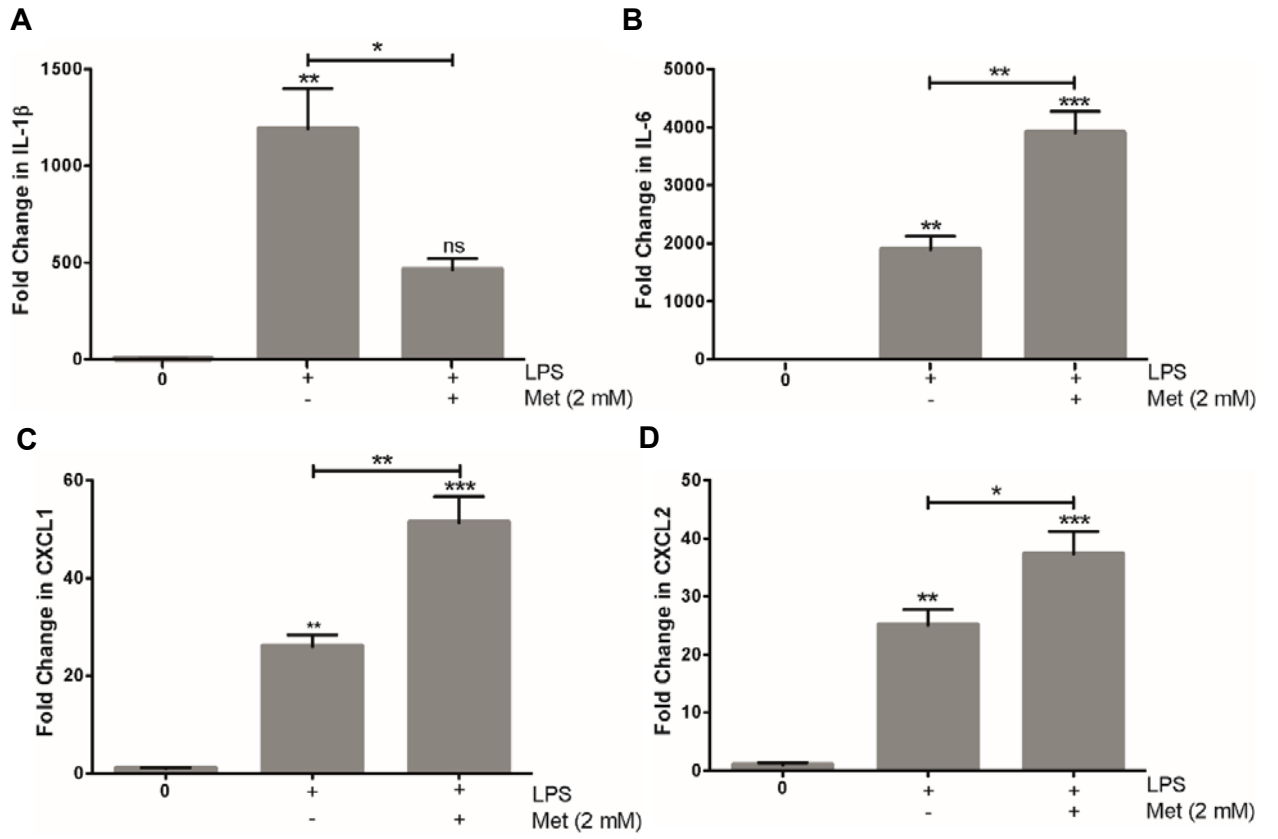 A
Fold Change in IL-1β
1500
1000
500
0
*
**
ns
0 + + LPS
- + Met (2 mM)
B
Fold Change in IL-6
5000
4000
3000
2000
1000
0
**
**
***
0 + + LPS
- + Met (2 mM)
C
Fold Change in CXCL1
60
40
20
0
**
**
***
0 + + LPS
- + Met (2 mM)
D
Fold Change in CXCL2
50
40
30
20
10
0
*
**
***
0 + + LPS
- + Met (2 mM)